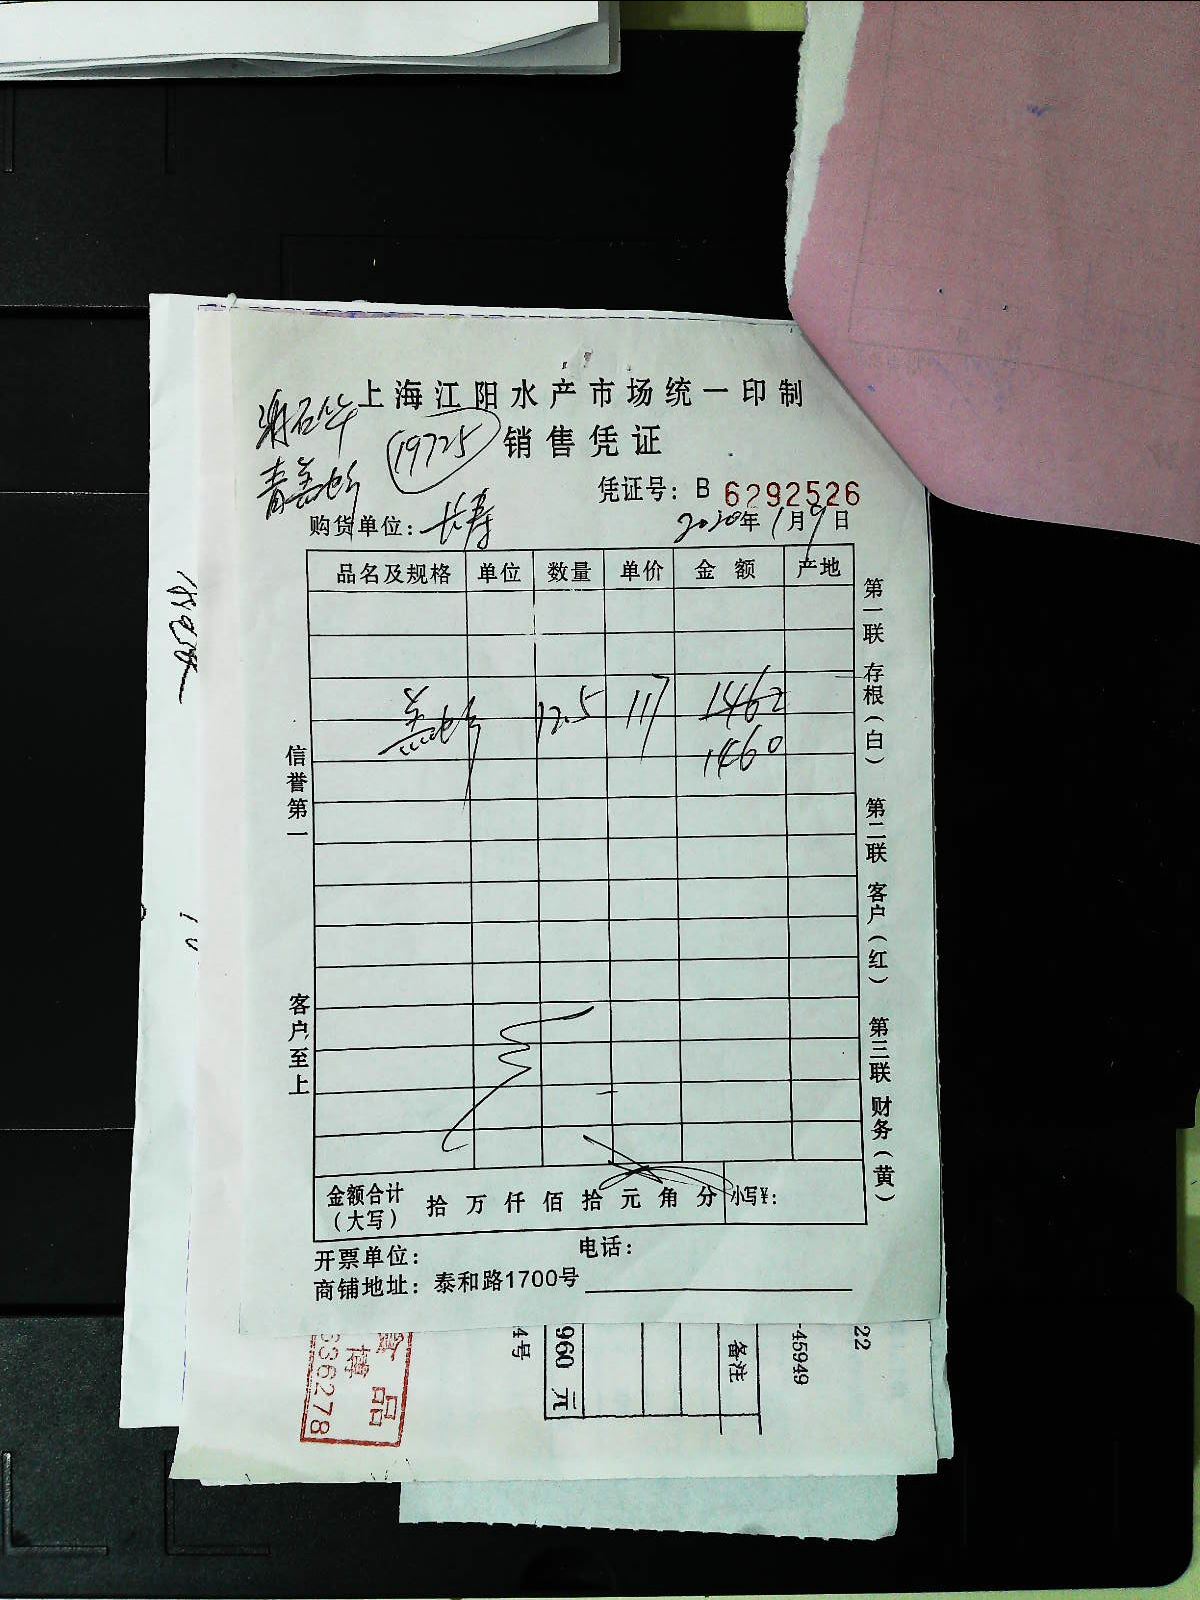 上海江阳水产市场统一印制
19725 销售凭证
凭证号: B 6292526
购货单位: 长寿 2020年1月9日
品名及规格 单位 数量 单价 金额 产地
12.5 117 1462
1460
信誉第一
客户至上
第一联 存根(白)
第二联 客户(红)
第三联 财务(黄)
金额合计(大写) 拾 万 仟 佰 拾 元 角 分 小写¥:
开票单位: 电话:
商铺地址: 泰和路1700号
336278
品
4号
960 元
备注
-45949
22